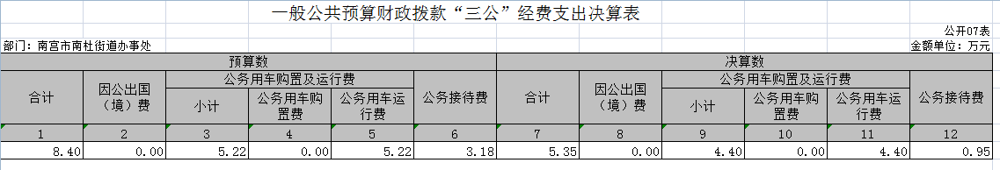 一般公共预算财政拨款“三公”经费支出决算表
公开07表
部门：南宫市南杜街道办事处 金额单位：万元
预算数 决算数
合计 因公出国（境）费 公务用车购置及运行费 公务接待费 合计 因公出国（境）费 公务用车购置及运行费 公务接待费
小计 公务用车购置费 公务用车运行费 小计 公务用车购置费 公务用车运行费
1 2 3 4 5 6 7 8 9 10 11 12
8.40 0.00 5.22 0.00 5.22 3.18 5.35 0.00 4.40 0.00 4.40 0.95